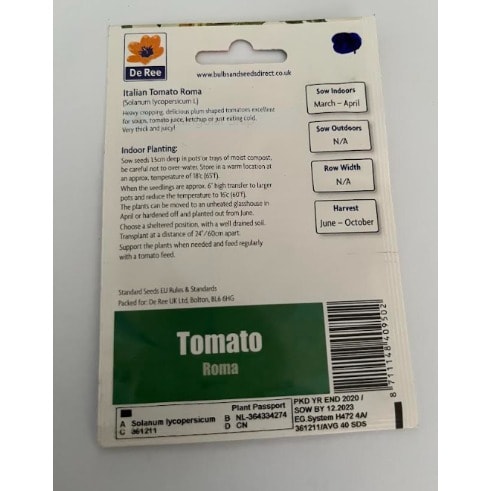 De Ree
www.bulbsandseedsdirect.co.uk
Italian Tomato Roma
(Solanum lycopersicum L)
Heavy cropping, delicious plum shaped tomatoes excellent
for soups, tomato juice, ketchup or just eating cold.
Very thick and juicy!
Indoor Planting:
Sow seeds 1.5cm deep in pots or trays of moist compost,
be careful not to over-water. Store in a warm location at
an approx. temperature of 18c (65'F).
When the seedlings are approx. 6" high transfer to larger
pots and reduce the temperature to 16c (60'F).
The plants can be moved to an unheated glasshouse in
April or hardened off and planted out from June.
Choose a sheltered position, with a well drained soil.
Transplant at a distance of 24"/60cm apart.
Support the plants when needed and feed regularly
with a tomato feed.
Sow Indoors
March – April
Sow Outdoors
N/A
Row Width
N/A
Harvest
June – October
Standard Seeds EU Rules & Standards
Packed for: De Ree UK Ltd, Bolton, BL6 6HG
Tomato
Roma
8 711148 409502
Plant Passport
A Solanum lycopersicum B NL-364334274
C 361211 D CN
PKD YR END 2020 /
SOW BY 12.2023
EG.System H472 4A/
361211/AVG 40 SDS